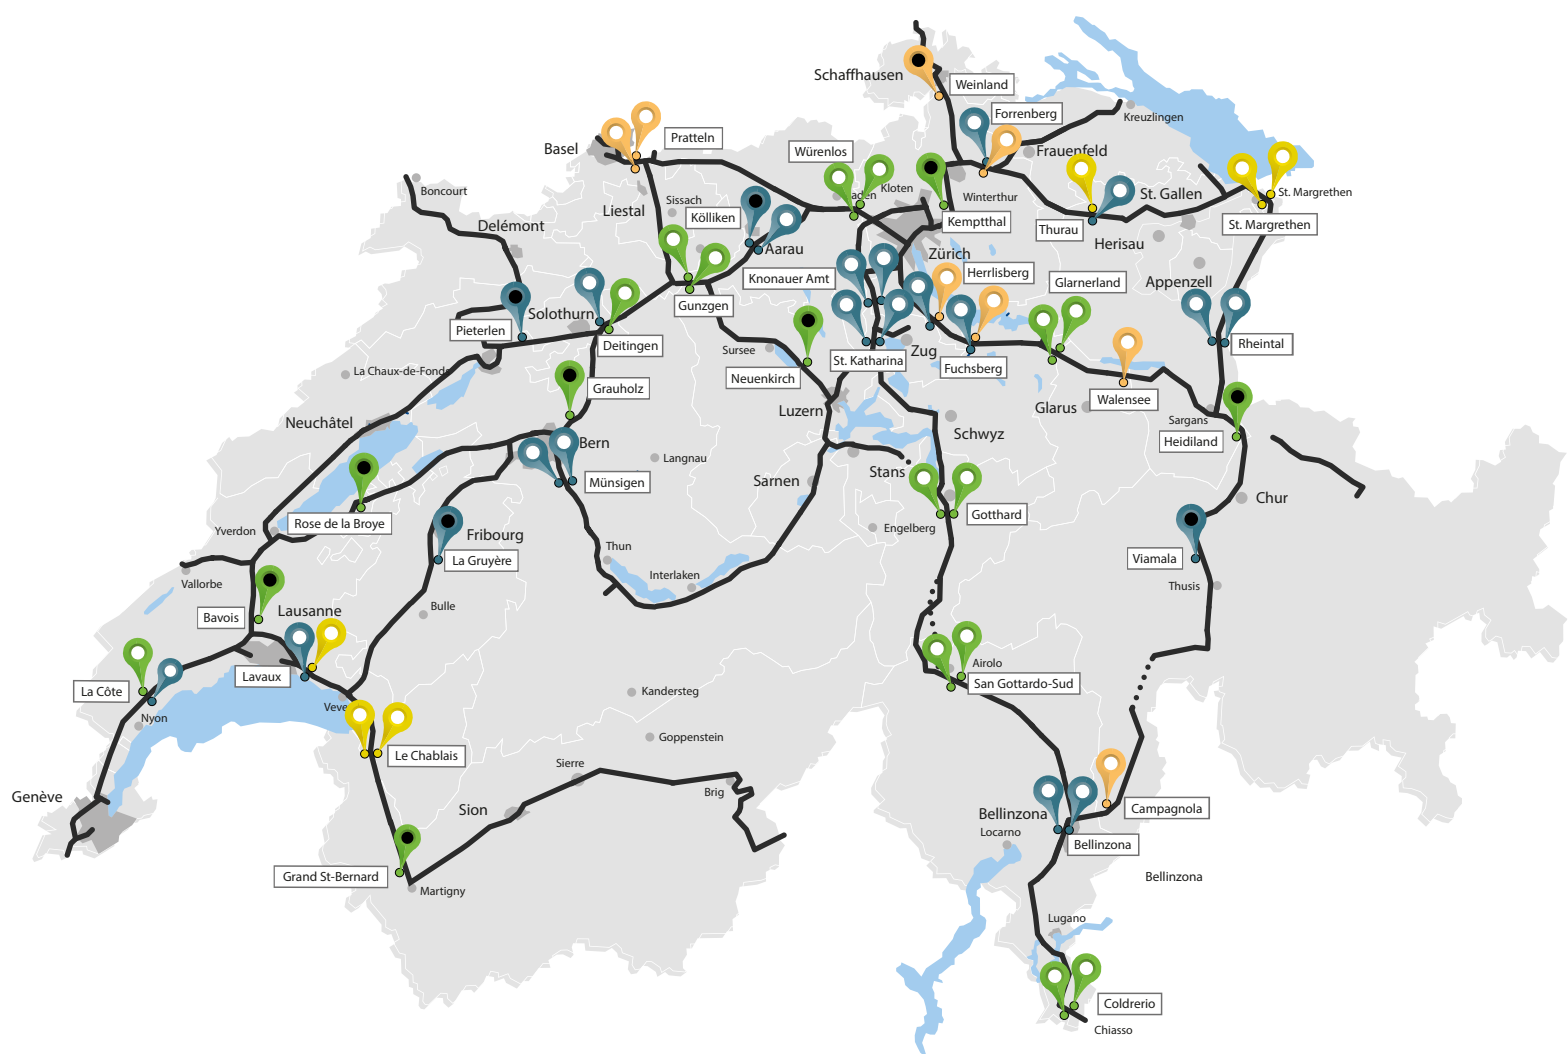 Schaffhausen
Weinland
Forrenberg
Kreuzlingen
Pratteln
Basel
Würenlos
Frauenfeld
Boncourt
Kloten
aden
Winterthur
St. Gallen
St. Margrethen
Sissach
Liestal
Kölliken
Kemptthal
Thurau
St. Margrethen
Delémont
Aarau
Herisau
Zürich
Knonauer Amt
Herrlisberg
Glarnerland
Appenzell
Gunzgen
Solothurn
Pieterlen
Deitingen
Sursee
Zug
St. Katharina
Fuchsberg
Rheintal
La Chaux-de-Fonds
Neuenkirch
Grauholz
Walensee
Luzern
Glarus
Sargans
Neuchâtel
Schwyz
Heidiland
Bern
Langnau
Stans
Münsigen
Sarnen
Chur
Rose de la Broye
Gotthard
Yverdon
Fribourg
Engelberg
Thun
La Gruyère
Viamala
Interlaken
Vallorbe
Thusis
Bulle
Lausanne
Bavois
Airolo
Lavaux
San Gottardo-Sud
La Côte
Kandersteg
Veve
Nyon
Goppenstein
Le Chablais
Sierre
Brig
Genève
Sion
Campagnola
Bellinzona
Locarno
Bellinzona
Grand St-Bernard
Bellinzona
Martigny
Lugano
Coldrerio
Chiasso